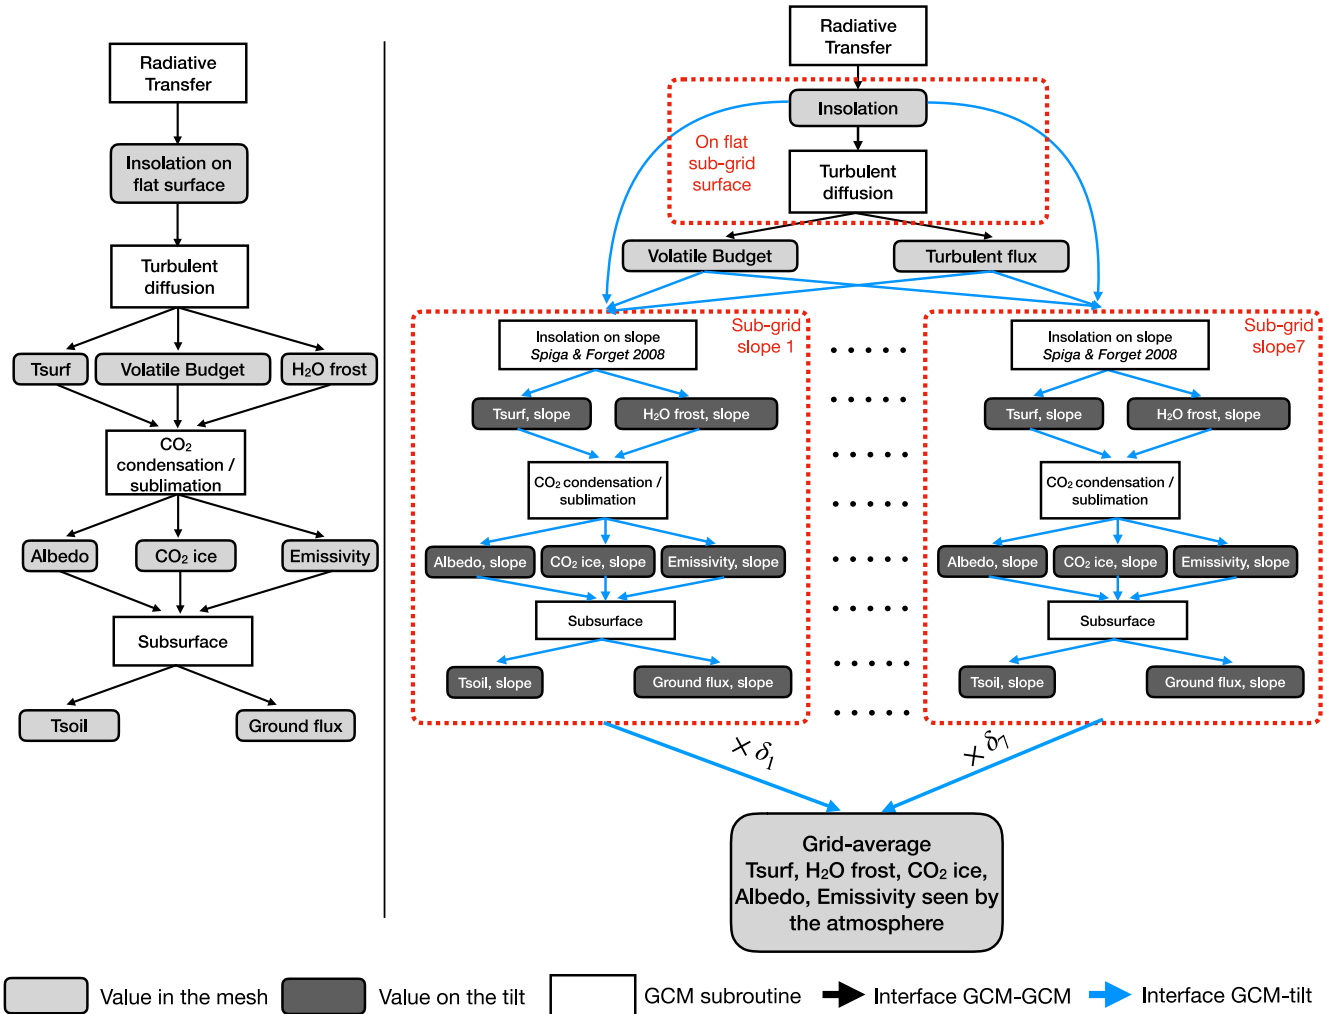 Radiative
Transfer
Insolation on
flat surface
Turbulent
diffusion
Tsurf
Volatile Budget
H₂O frost
CO₂
condensation /
sublimation
Albedo
CO₂ ice
Emissivity
Subsurface
Tsoil
Ground flux
Radiative
Transfer
Insolation
On flat
sub-grid
surface
Turbulent
diffusion
Volatile Budget
Turbulent flux
Sub-grid
slope 1
Insolation on slope
Spiga & Forget 2008
Tsurf, slope
H₂O frost, slope
CO₂ condensation /
sublimation
Albedo, slope
CO₂ ice, slope
Emissivity, slope
Subsurface
Tsoil, slope
Ground flux, slope
Sub-grid
slope7
Insolation on slope
Spiga & Forget 2008
Tsurf, slope
H₂O frost, slope
CO₂ condensation /
sublimation
Albedo, slope
CO₂ ice, slope
Emissivity, slope
Subsurface
Tsoil, slope
Ground flux, slope
× δ₁
× δ₇
Grid-average
Tsurf, H₂O frost, CO₂ ice,
Albedo, Emissivity seen by
the atmosphere
Value in the mesh
Value on the tilt
GCM subroutine
Interface GCM-GCM
Interface GCM-tilt